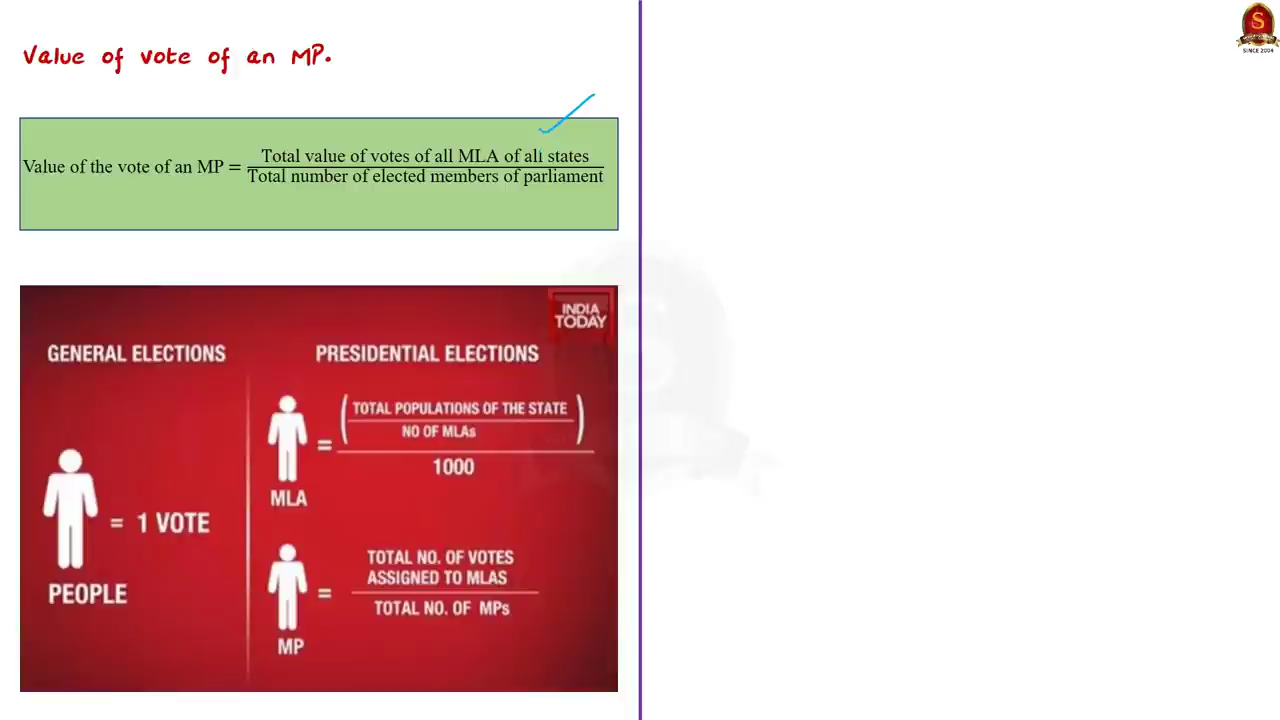 Value of vote of an MP.
S
SINCE 2004
Value of the vote of an MP = Total value of votes of all MLA of all states
Total number of elected members of parliament
INDIA
TODAY
GENERAL ELECTIONS
PEOPLE
= 1 VOTE
PRESIDENTIAL ELECTIONS
MLA
= (TOTAL POPULATIONS OF THE STATE
NO OF MLAs)
1000
MP
= TOTAL NO. OF VOTES
ASSIGNED TO MLAS
TOTAL NO. OF MPs